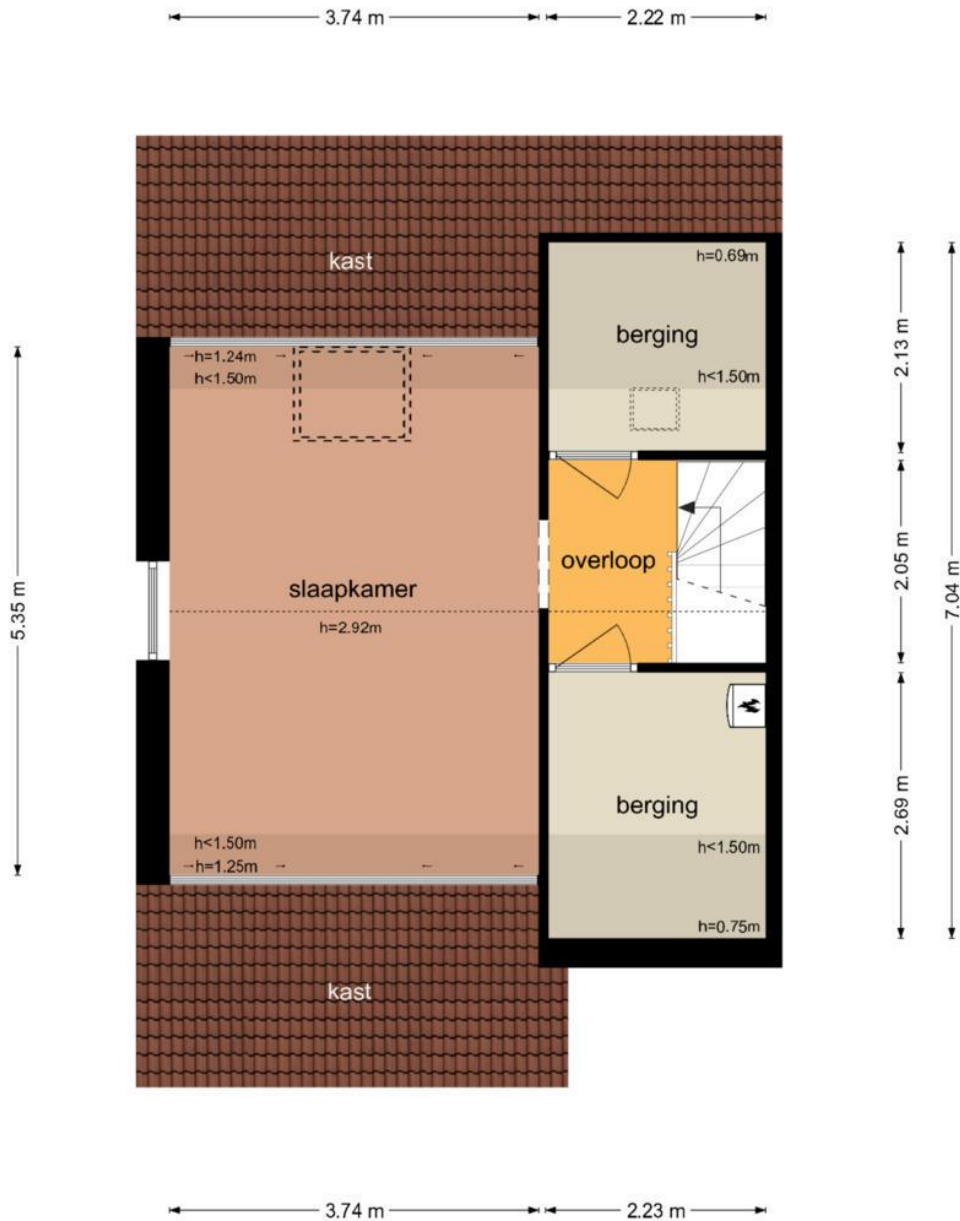 3.74 m
2.22 m
kast
h=0.69m
berging
h<1.50m
h=1.24m
h<1.50m
2.13 m
overloop
2.05 m
7.04 m
5.35 m
slaapkamer
h=2.92m
berging
2.69 m
h<1.50m
h=1.25m
h<1.50m
h=0.75m
kast
3.74 m
2.23 m